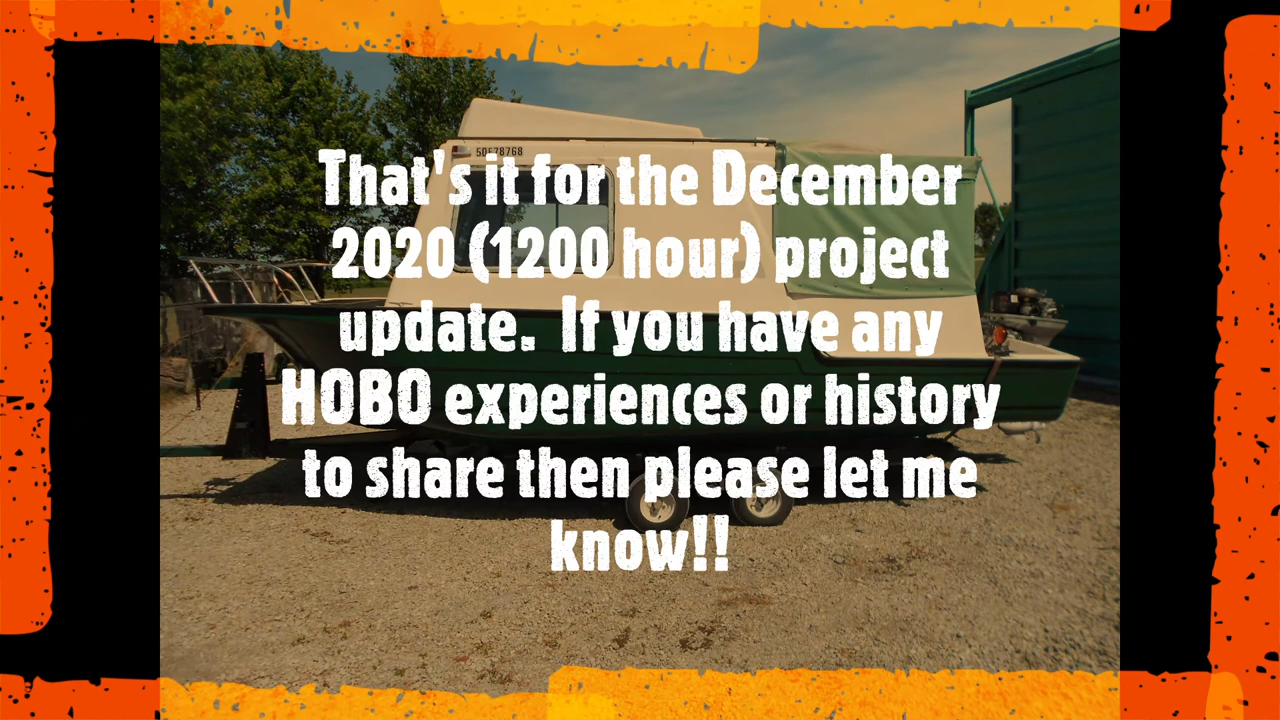 That's it for the December
2020 (1200 hour) project
update.  If you have any
HOBO experiences or history
to share then please let me
know!!